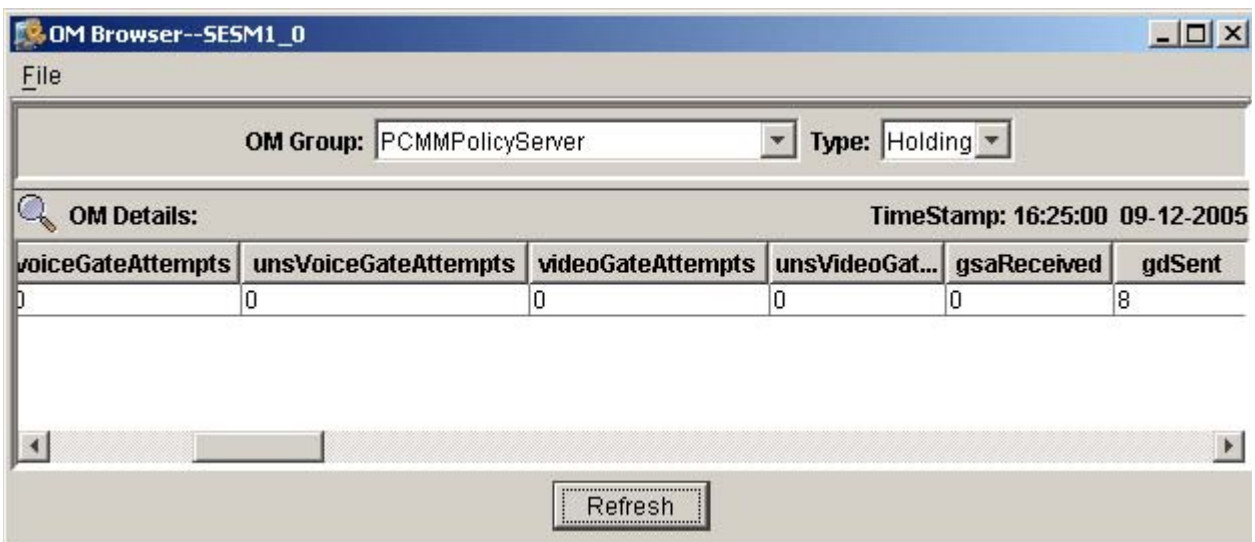 OM Browser--SESM1_0
File
OM Group: PCMMPolicyServer Type: Holding
OM Details: TimeStamp: 16:25:00 09-12-2005
voiceGateAttempts unsVoiceGateAttempts videoGateAttempts unsVideoGat... gsaReceived gdSent
0 0 0 0 0 8
Refresh